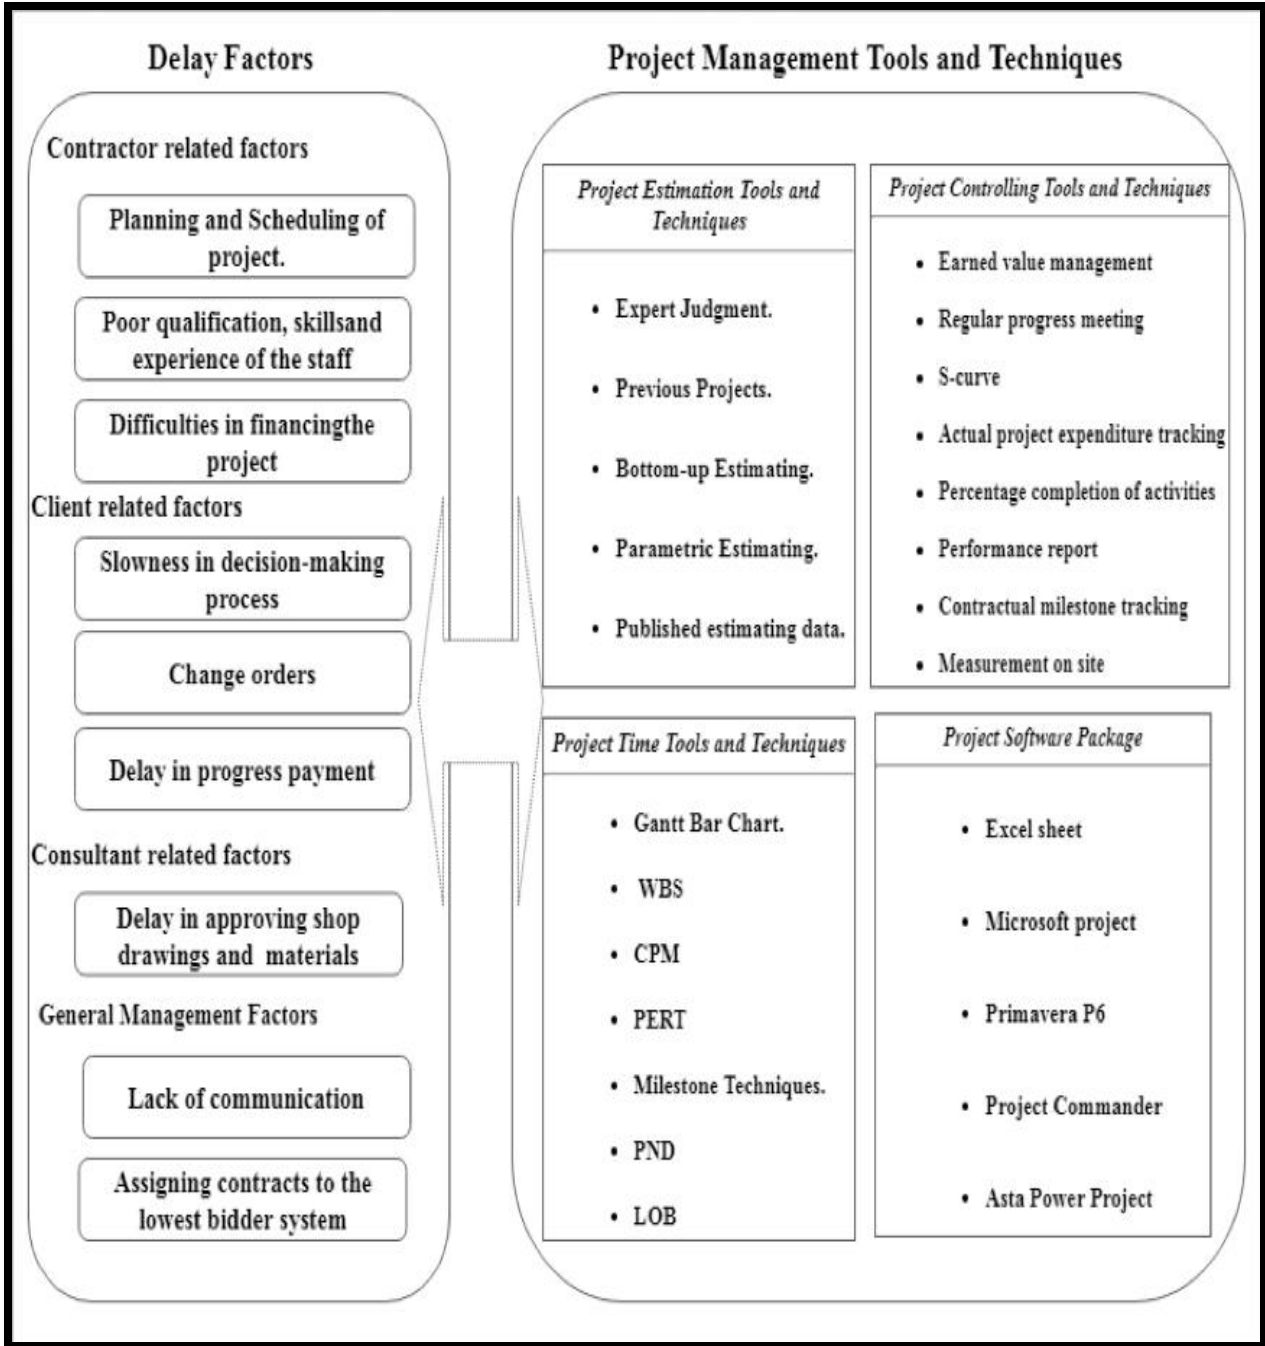 Delay Factors
Contractor related factors
Planning and Scheduling of
project.
Poor qualification, skillsand
experience of the staff
Difficulties in financingthe
project
Client related factors
Slowness in decision-making
process
Change orders
Delay in progress payment
Consultant related factors
Delay in approving shop
drawings and materials
General Management Factors
Lack of communication
Assigning contracts to the
lowest bidder system
Project Management Tools and Techniques
Project Estimation Tools and
Techniques
• Expert Judgment.
• Previous Projects.
• Bottom-up Estimating.
• Parametric Estimating.
• Published estimating data.
Project Controlling Tools and Techniques
• Earned value management
• Regular progress meeting
• S-curve
• Actual project expenditure tracking
• Percentage completion of activities
• Performance report
• Contractual milestone tracking
• Measurement on site
Project Time Tools and Techniques
• Gantt Bar Chart.
• WBS
• CPM
• PERT
• Milestone Techniques.
• PND
• LOB
Project Software Package
• Excel sheet
• Microsoft project
• Primavera P6
• Project Commander
• Asta Power Project